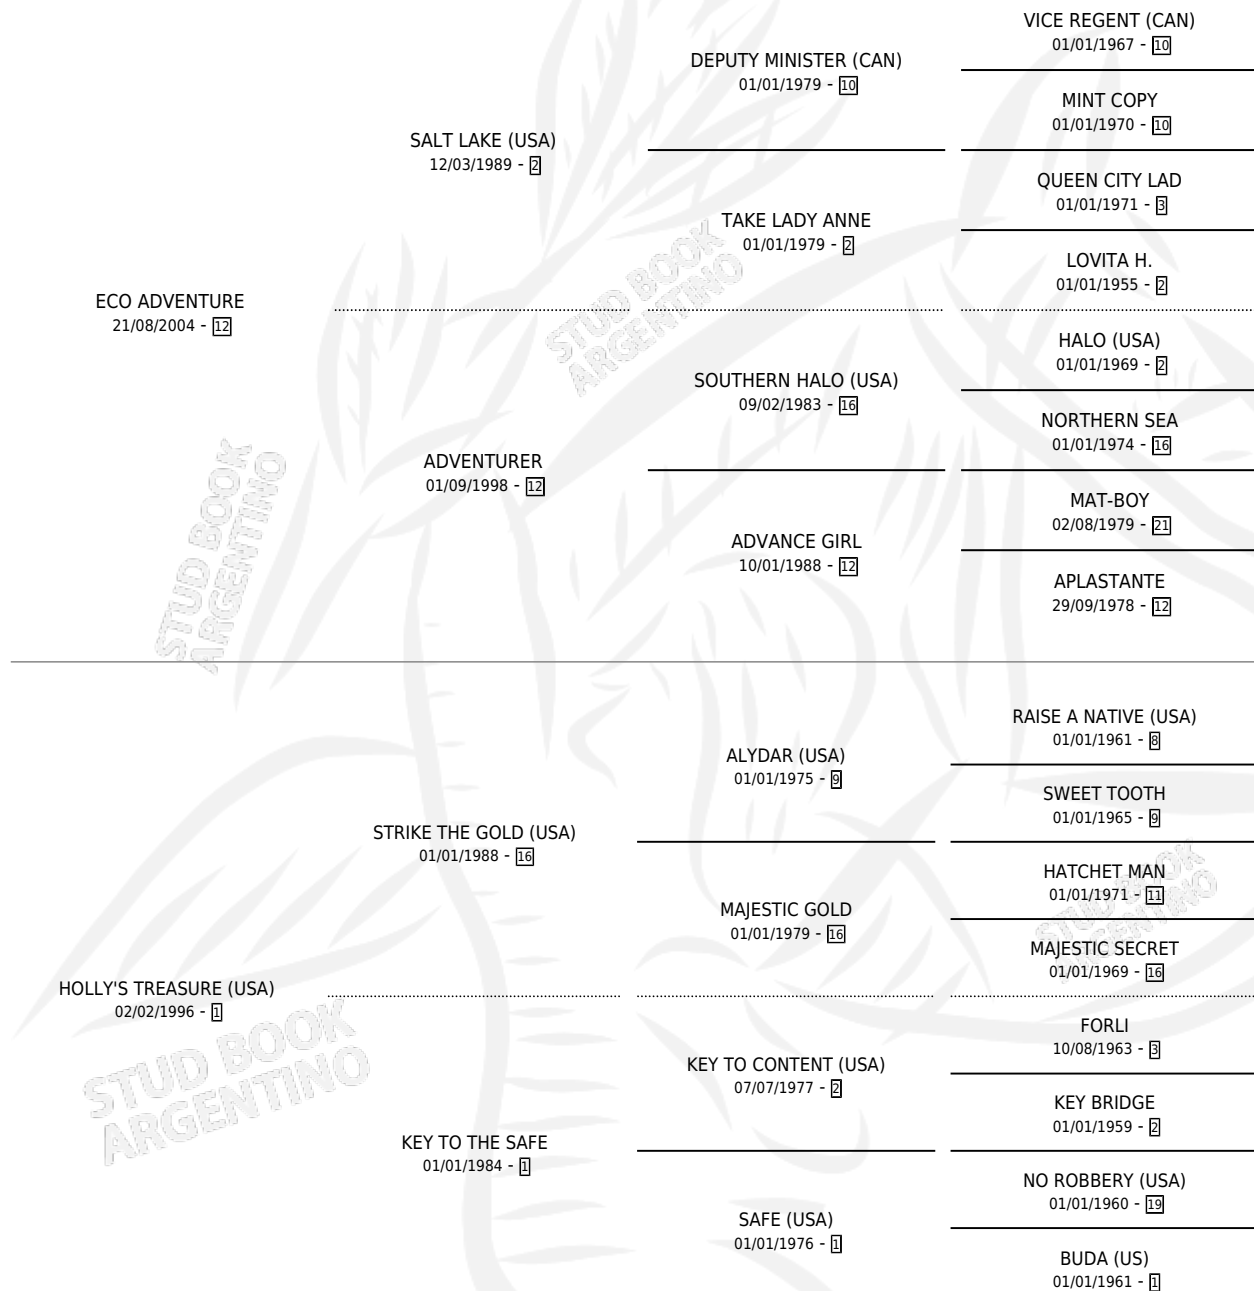 VICE REGENT (CAN)
01/01/1967 - 10
DEPUTY MINISTER (CAN)
01/01/1979 - 10
MINT COPY
01/01/1970 - 10
SALT LAKE (USA)
12/03/1989 - 2
QUEEN CITY LAD
01/01/1971 - 3
TAKE LADY ANNE
01/01/1979 - 2
LOVITA H.
01/01/1955 - 2
ECO ADVENTURE
21/08/2004 - 12
HALO (USA)
01/01/1969 - 2
SOUTHERN HALO (USA)
09/02/1983 - 16
NORTHERN SEA
01/01/1974 - 16
ADVENTURER
01/09/1998 - 12
MAT-BOY
02/08/1979 - 21
ADVANCE GIRL
10/01/1988 - 12
APLASTANTE
29/09/1978 - 12
RAISE A NATIVE (USA)
01/01/1961 - 8
ALYDAR (USA)
01/01/1975 - 9
SWEET TOOTH
01/01/1965 - 9
STRIKE THE GOLD (USA)
01/01/1988 - 16
HATCHET MAN
01/01/1971 - 11
MAJESTIC GOLD
01/01/1979 - 16
MAJESTIC SECRET
01/01/1969 - 16
HOLLY'S TREASURE (USA)
02/02/1996 - 1
FORLI
10/08/1963 - 3
KEY TO CONTENT (USA)
07/07/1977 - 2
KEY BRIDGE
01/01/1959 - 2
KEY TO THE SAFE
01/01/1984 - 1
NO ROBBERY (USA)
01/01/1960 - 19
SAFE (USA)
01/01/1976 - 1
BUDA (US)
01/01/1961 - 1
STUD BOOK
ARGENTINO
STUD BOOK
ARGENTINO
STUD BOOK
ARGENTINO
STUD BOOK
ARGENTINO